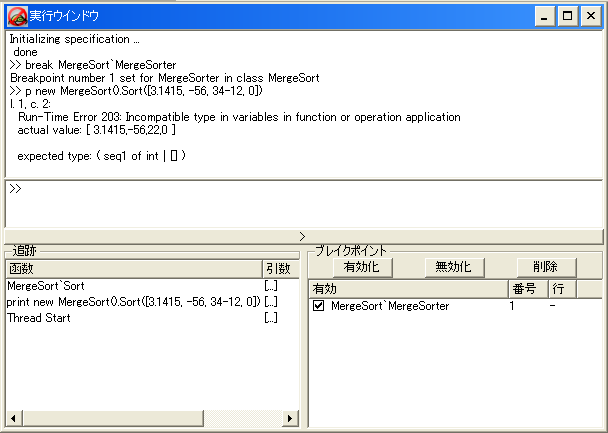 実行ウインドウ
Initializing specification ...
done
>> break MergeSort`MergeSorter
Breakpoint number 1 set for MergeSorter in class MergeSort
>> p new MergeSort().Sort([3.1415, -56, 34-12, 0])
l. 1, c. 2:
Run-Time Error 203: Incompatible type in variables in function or operation application
actual value: [ 3.1415,-56,22,0 ]
expected type: ( seq1 of int | [] )
>>
>
追跡
函数 引数
MergeSort`Sort [...]
print new MergeSort().Sort([3.1415, -56, 34-12, 0]) [...]
Thread Start [...]
ブレイクポイント
有効化 無効化 削除
有効 番号 行
MergeSort`MergeSorter 1 -